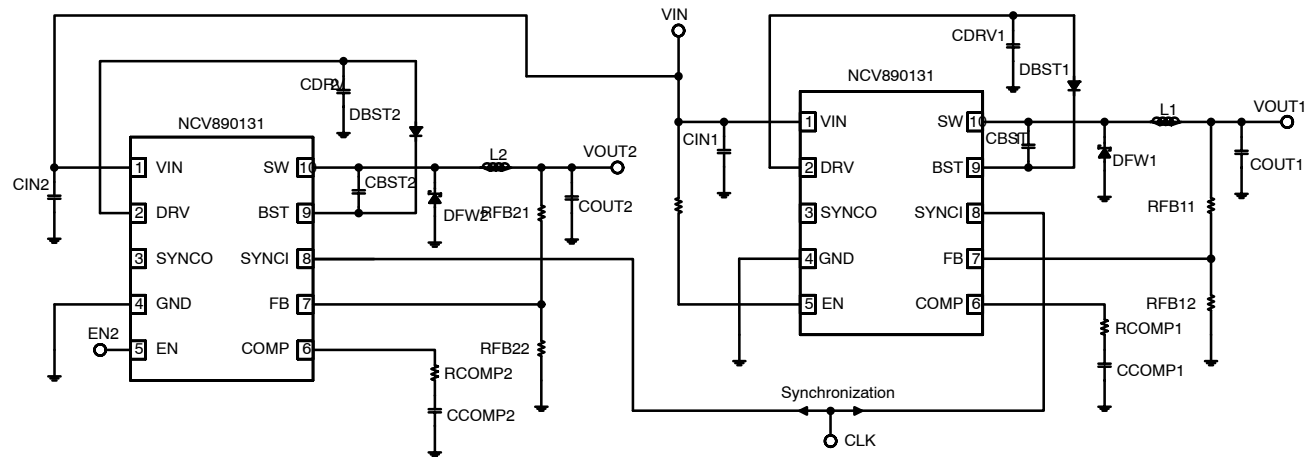 VIN
CDRV1
DBST1
NCV890131
1 VIN
SW 10
L1
VOUT1
CIN1
CBST1
DFW1
COUT1
2 DRV
BST 9
3 SYNCO
SYNCI 8
RFB11
4 GND
FB 7
5 EN
COMP 6
RFB12
RCOMP1
CCOMP1
CDRV2
DBST2
NCV890131
1 VIN
SW 10
L2
VOUT2
CIN2
CBST2
DFW2
COUT2
2 DRV
BST 9
RFB21
3 SYNCO
SYNCI 8
4 GND
FB 7
EN2
5 EN
COMP 6
RFB22
RCOMP2
CCOMP2
Synchronization
CLK